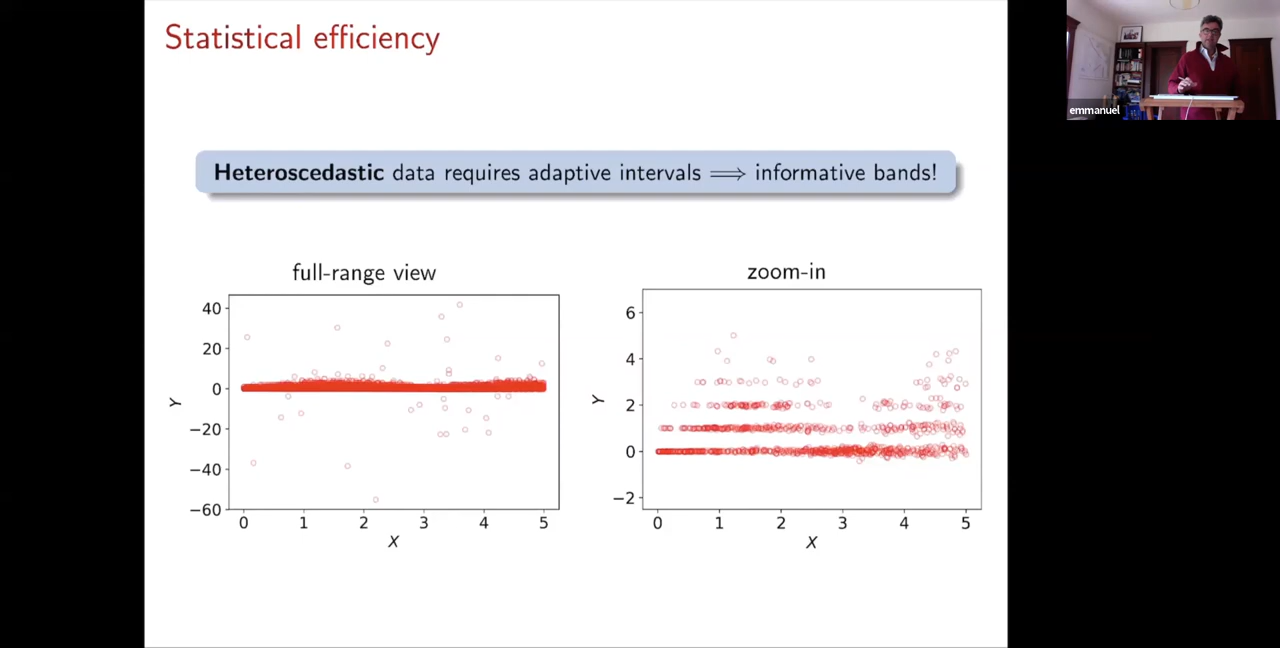 Statistical efficiency
emmanuel
Heteroscedastic data requires adaptive intervals ⟹ informative bands!
full-range view
zoom-in
40
20
0
−20
−40
−60
Y
0 1 2 3 4 5
X
6
4
2
0
−2
Y
0 1 2 3 4 5
X